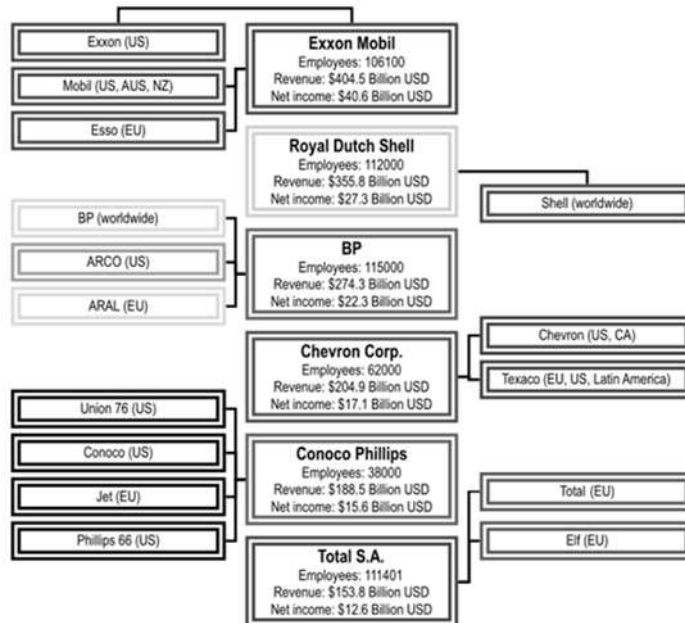 Exxon (US)
Mobil (US, AUS, NZ)
Esso (EU)
Exxon Mobil
Employees: 106100
Revenue: $404.5 Billion USD
Net income: $40.6 Billion USD
Royal Dutch Shell
Employees: 112000
Revenue: $355.8 Billion USD
Net income: $27.3 Billion USD
Shell (worldwide)
BP (worldwide)
ARCO (US)
ARAL (EU)
BP
Employees: 115000
Revenue: $274.3 Billion USD
Net income: $22.3 Billion USD
Chevron Corp.
Employees: 62000
Revenue: $204.9 Billion USD
Net income: $17.1 Billion USD
Chevron (US, CA)
Texaco (EU, US, Latin America)
Union 76 (US)
Conoco (US)
Jet (EU)
Phillips 66 (US)
Conoco Phillips
Employees: 38000
Revenue: $188.5 Billion USD
Net income: $15.6 Billion USD
Total S.A.
Employees: 111401
Revenue: $153.8 Billion USD
Net income: $12.6 Billion USD
Total (EU)
Elf (EU)